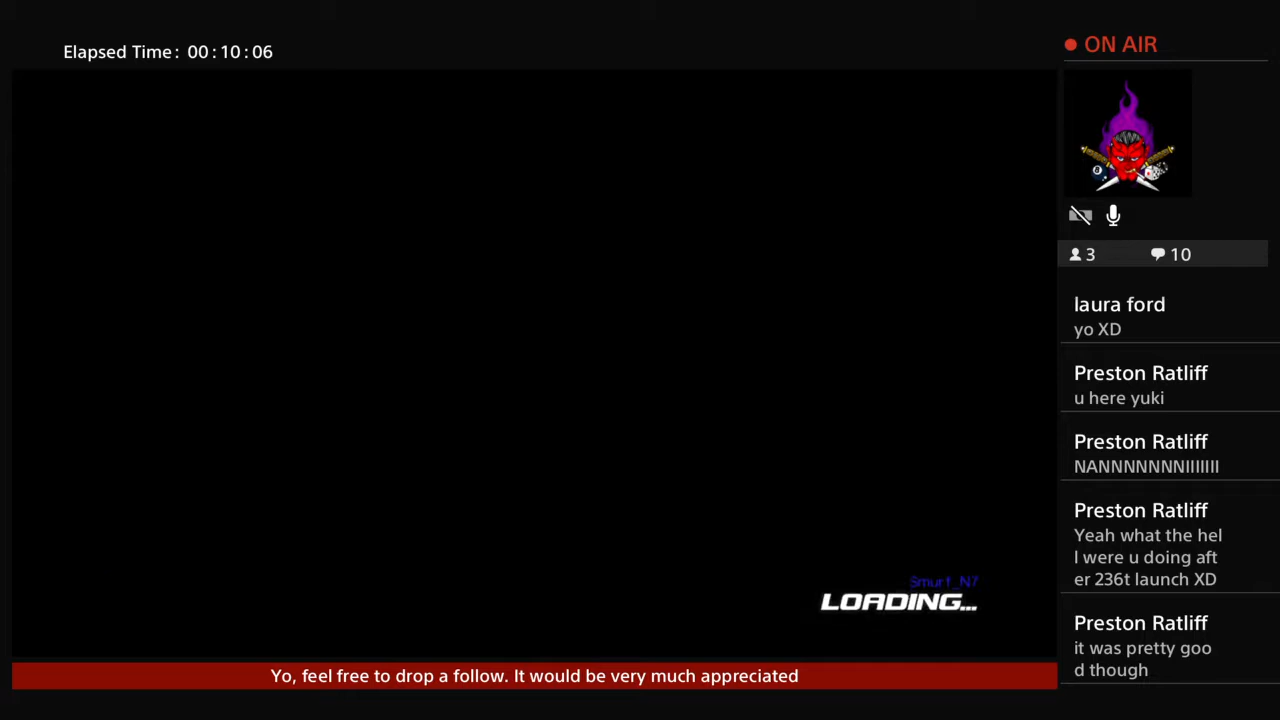 Elapsed Time: 00:10:06
ON AIR
3 10
laura ford
yo XD
Preston Ratliff
u here yuki
Preston Ratliff
NANNNNNNNIIIIIII
Preston Ratliff
Yeah what the hel
l were u doing aft
er 236t launch XD
Preston Ratliff
it was pretty goo
d though
Smurf_N7
LOADING...
Yo, feel free to drop a follow. It would be very much appreciated